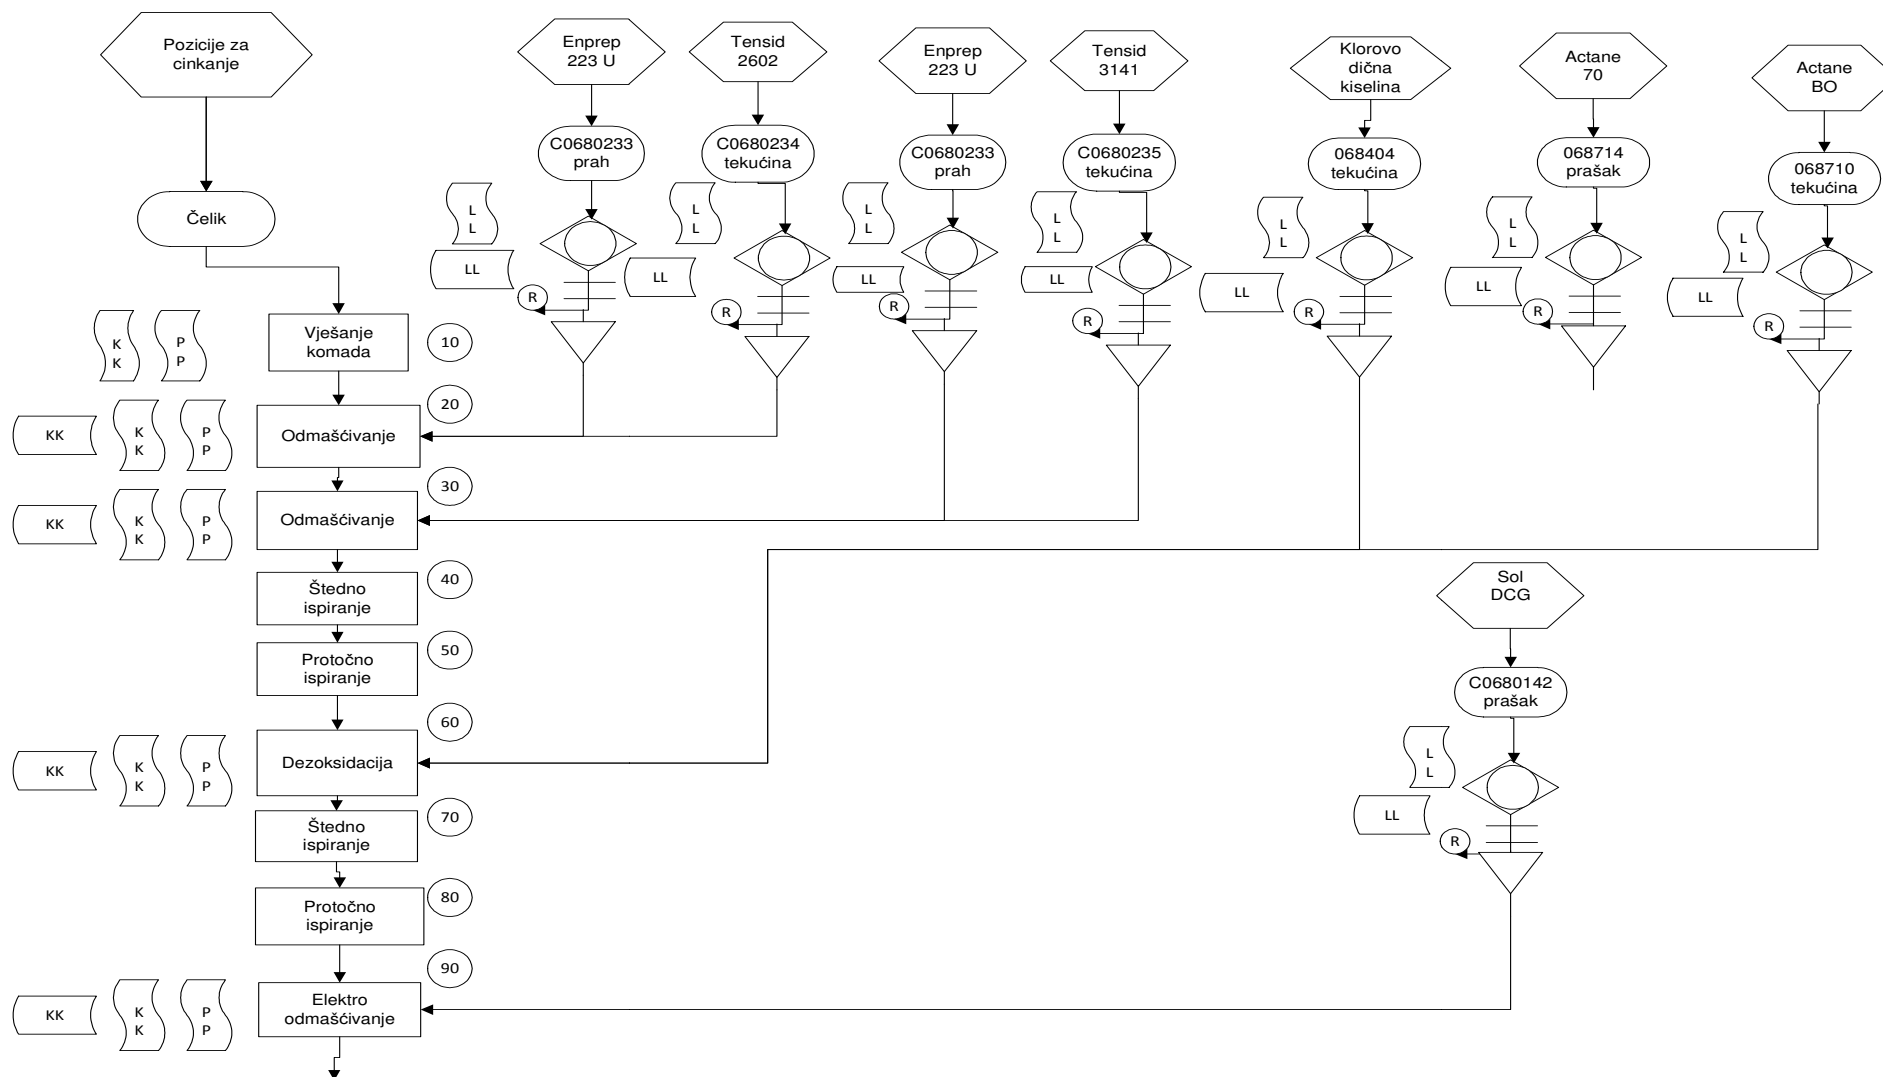 Pozicije za
cinkanje
Enprep
223 U
Tensid
2602
Enprep
223 U
Tensid
3141
Klorovo
dična
kiselina
Actane
70
Actane
BO
C0680233
prah
C0680234
tekućina
C0680233
prah
C0680235
tekućina
068404
tekućina
068714
prašak
068710
tekućina
Čelik
L
L
L
L
L
L
L
L
L
L
L
L
L
L
LL
LL
LL
LL
LL
LL
LL
R
R
R
R
R
R
R
K
K
P
P
Vješanje
komada
10
KK
K
K
P
P
Odmašćivanje
20
KK
K
K
P
P
Odmašćivanje
30
Štedno
ispiranje
40
Sol
DCG
Protočno
ispiranje
50
C0680142
prašak
KK
K
K
P
P
Dezoksidacija
60
L
L
LL
R
Štedno
ispiranje
70
Protočno
ispiranje
80
KK
K
K
P
P
Elektro
odmašćivanje
90